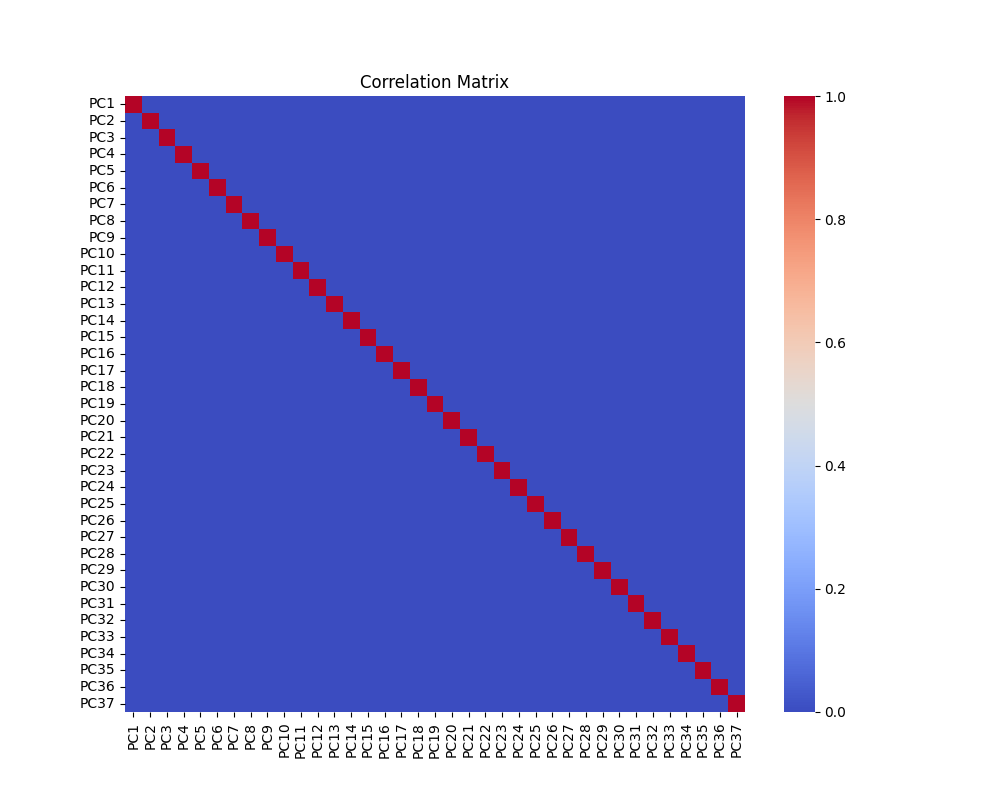 Correlation Matrix
PC1
PC2
PC3
PC4
PC5
PC6
PC7
PC8
PC9
PC10
PC11
PC12
PC13
PC14
PC15
PC16
PC17
PC18
PC19
PC20
PC21
PC22
PC23
PC24
PC25
PC26
PC27
PC28
PC29
PC30
PC31
PC32
PC33
PC34
PC35
PC36
PC37
PC1
PC2
PC3
PC4
PC5
PC6
PC7
PC8
PC9
PC10
PC11
PC12
PC13
PC14
PC15
PC16
PC17
PC18
PC19
PC20
PC21
PC22
PC23
PC24
PC25
PC26
PC27
PC28
PC29
PC30
PC31
PC32
PC33
PC34
PC35
PC36
PC37
1.0
0.8
0.6
0.4
0.2
0.0